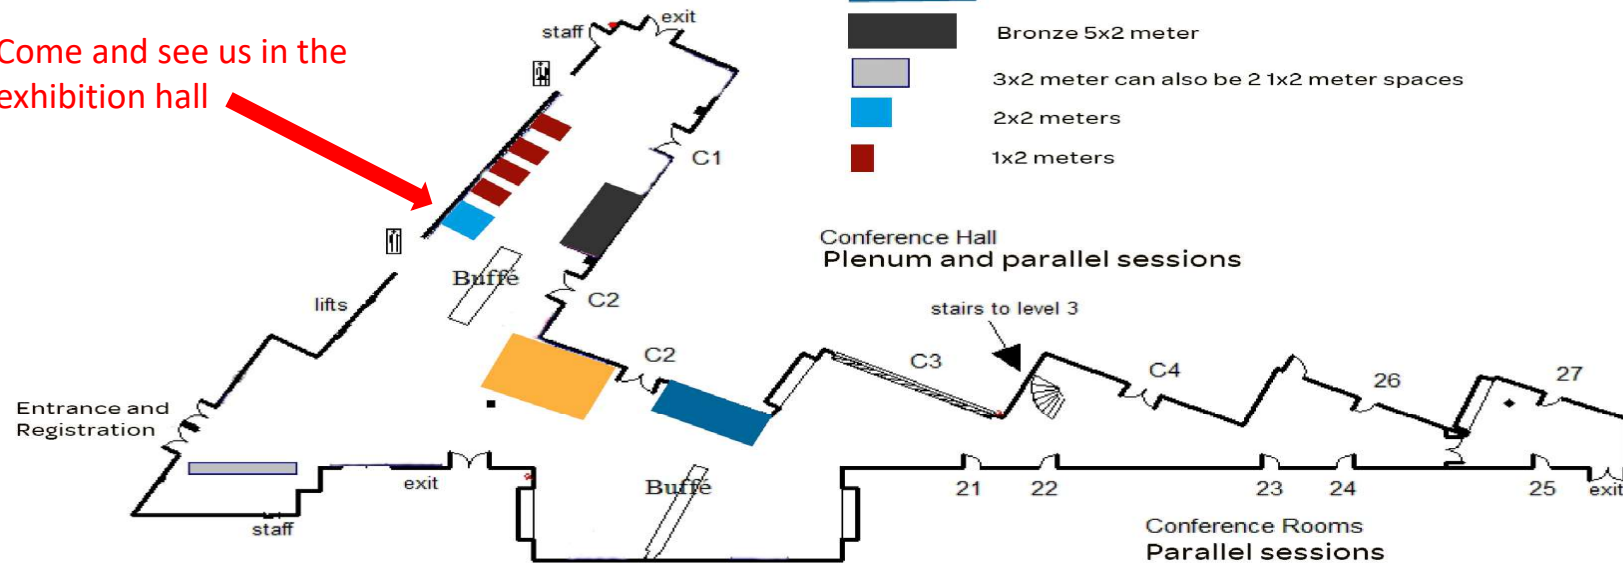 Come and see us in the
exhibition hall
staff
exit
Bronze 5x2 meter
3x2 meter can also be 2 1x2 meter spaces
2x2 meters
1x2 meters
C1
Conference Hall
Plenum and parallel sessions
Buffé
C2
lifts
stairs to level 3
C2
C3
C4
26
27
Entrance and
Registration
exit
Buffé
21
22
23
24
25
exit
staff
Conference Rooms
Parallel sessions